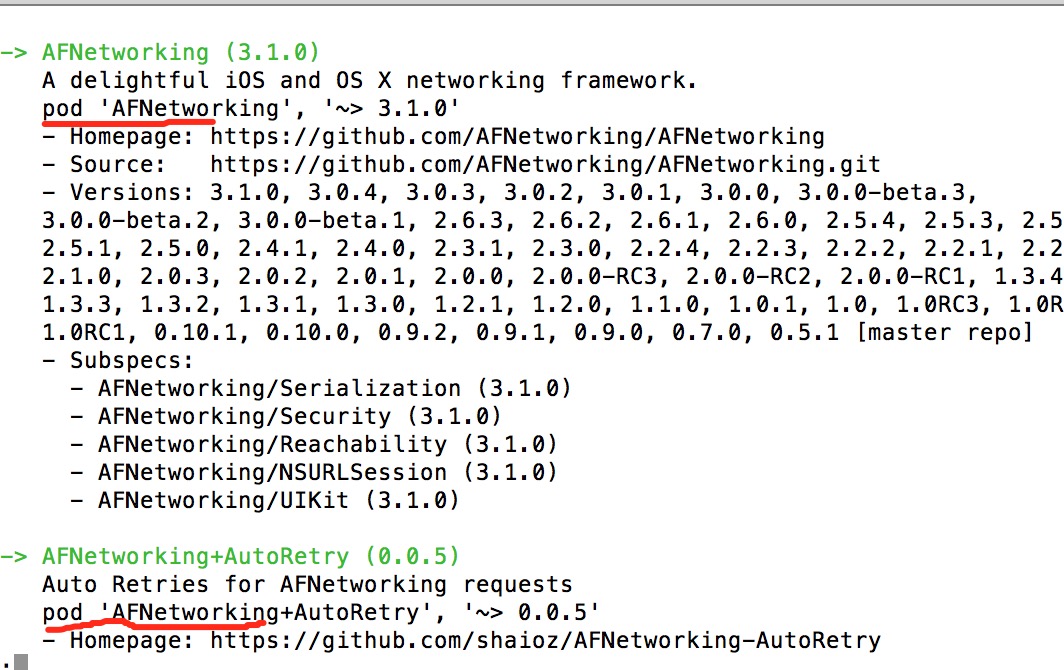 -> AFNetworking (3.1.0)
A delightful iOS and OS X networking framework.
pod 'AFNetworking', '~> 3.1.0'
- Homepage: https://github.com/AFNetworking/AFNetworking
- Source:   https://github.com/AFNetworking/AFNetworking.git
- Versions: 3.1.0, 3.0.4, 3.0.3, 3.0.2, 3.0.1, 3.0.0, 3.0.0-beta.3,
3.0.0-beta.2, 3.0.0-beta.1, 2.6.3, 2.6.2, 2.6.1, 2.6.0, 2.5.4, 2.5.3, 2.5
2.5.1, 2.5.0, 2.4.1, 2.4.0, 2.3.1, 2.3.0, 2.2.4, 2.2.3, 2.2.2, 2.2.1, 2.2
2.1.0, 2.0.3, 2.0.2, 2.0.1, 2.0.0, 2.0.0-RC3, 2.0.0-RC2, 2.0.0-RC1, 1.3.4
1.3.3, 1.3.2, 1.3.1, 1.3.0, 1.2.1, 1.2.0, 1.1.0, 1.0.1, 1.0, 1.0RC3, 1.0R
1.0RC1, 0.10.1, 0.10.0, 0.9.2, 0.9.1, 0.9.0, 0.7.0, 0.5.1 [master repo]
- Subspecs:
- AFNetworking/Serialization (3.1.0)
- AFNetworking/Security (3.1.0)
- AFNetworking/Reachability (3.1.0)
- AFNetworking/NSURLSession (3.1.0)
- AFNetworking/UIKit (3.1.0)
-> AFNetworking+AutoRetry (0.0.5)
Auto Retries for AFNetworking requests
pod 'AFNetworking+AutoRetry', '~> 0.0.5'
- Homepage: https://github.com/shaioz/AFNetworking-AutoRetry
.